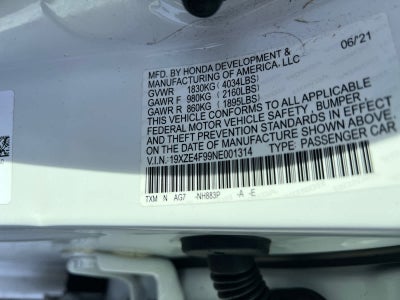 MFD. BY HONDA DEVELOPMENT & 06/21
MANUFACTURING OF AMERICA, LLC
GVWR 1830KG (4034LBS)
GAWR F 980KG (2160LBS)
GAWR R 860KG (1895LBS)
THIS VEHICLE CONFORMS TO ALL APPLICABLE
FEDERAL MOTOR VEHICLE SAFETY, BUMPER,
AND THEFT PREVENTION STANDARDS IN EFFECT
ON THE DATE OF MANUFACTURE SHOWN ABOVE.
V.I.N.: 19XZE4F99NE001314 TYPE: PASSENGER CAR
TXM N AG7 -NH883P -A -E